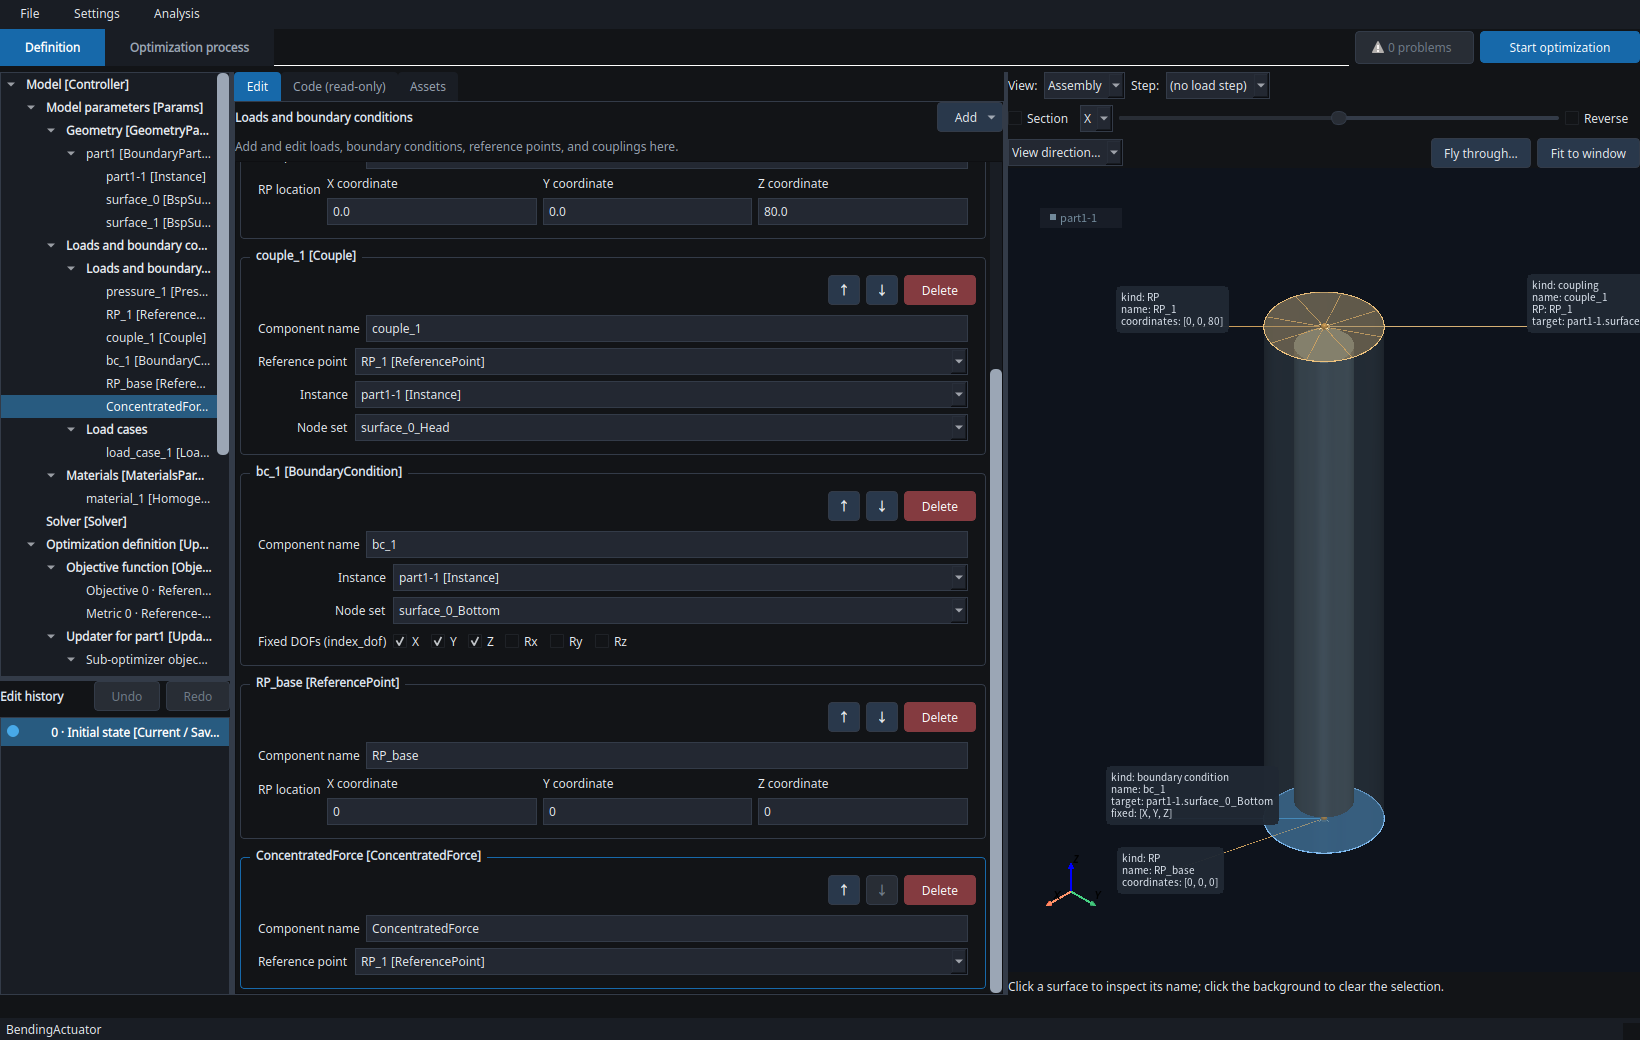 File Settings Analysis
Definition Optimization process 0 problems Start optimization
Model [Controller]
Model parameters [Params]
Geometry [GeometryPa...
part1 [BoundaryPart...
part1-1 [Instance]
surface_0 [BspSu...
surface_1 [BspSu...
Loads and boundary co...
Loads and boundary...
pressure_1 [Pres...
RP_1 [Reference...
couple_1 [Couple]
bc_1 [BoundaryC...
RP_base [Refere...
ConcentratedFor...
Load cases
load_case_1 [Loa...
Materials [MaterialsPar...
material_1 [Homoge...
Solver [Solver]
Optimization definition [Up...
Objective function [Obje...
Objective 0 · Referen...
Metric 0 · Reference-...
Updater for part1 [Upda...
Sub-optimizer objec...
Edit history Undo Redo
0 · Initial state [Current / Sav...
Edit Code (read-only) Assets
Loads and boundary conditions Add
Add and edit loads, boundary conditions, reference points, and couplings here.
RP location X coordinate Y coordinate Z coordinate
0.0 0.0 80.0
couple_1 [Couple]
↑ ↓ Delete
Component name couple_1
Reference point RP_1 [ReferencePoint]
Instance part1-1 [Instance]
Node set surface_0_Head
bc_1 [BoundaryCondition]
↑ ↓ Delete
Component name bc_1
Instance part1-1 [Instance]
Node set surface_0_Bottom
Fixed DOFs (index_dof) X Y Z Rx Ry Rz
RP_base [ReferencePoint]
↑ ↓ Delete
Component name RP_base
RP location X coordinate Y coordinate Z coordinate
0 0 0
ConcentratedForce [ConcentratedForce]
↑ ↓ Delete
Component name ConcentratedForce
Reference point RP_1 [ReferencePoint]
View: Assembly Step: (no load step)
Section X Reverse
View direction... Fly through... Fit to window
part1-1
kind: RP
name: RP_1
coordinates: [0, 0, 80]
kind: coupling
name: couple_1
RP: RP_1
target: part1-1.surface
kind: boundary condition
name: bc_1
target: part1-1.surface_0_Bottom
fixed: [X, Y, Z]
kind: RP
name: RP_base
coordinates: [0, 0, 0]
Click a surface to inspect its name; click the background to clear the selection.
BendingActuator